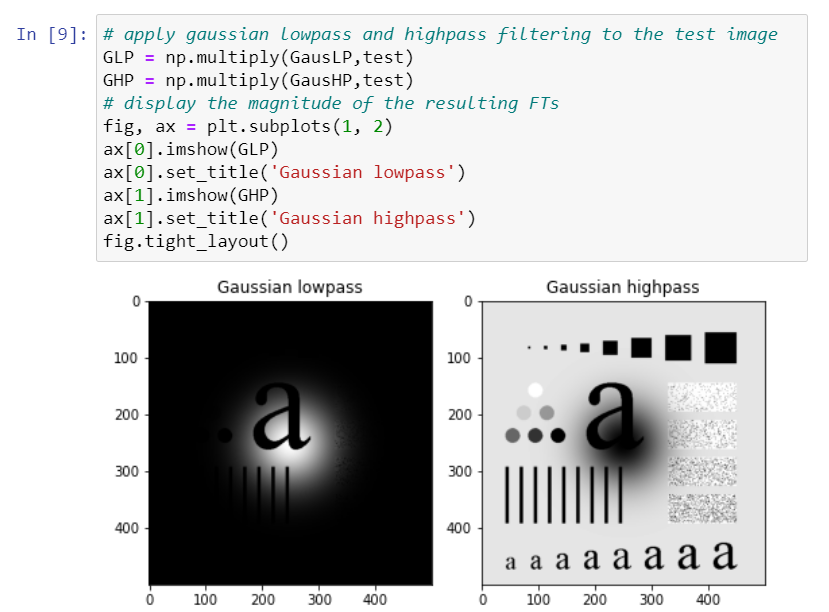 In [9]: # apply gaussian lowpass and highpass filtering to the test image
GLP = np.multiply(GausLP,test)
GHP = np.multiply(GausHP,test)
# display the magnitude of the resulting FTs
fig, ax = plt.subplots(1, 2)
ax[0].imshow(GLP)
ax[0].set_title('Gaussian lowpass')
ax[1].imshow(GHP)
ax[1].set_title('Gaussian highpass')
fig.tight_layout()
Gaussian lowpass
0
100
200
300
400
0 100 200 300 400
a
Gaussian highpass
0
100
200
300
400
0 100 200 300 400
a
a a a a a a a a